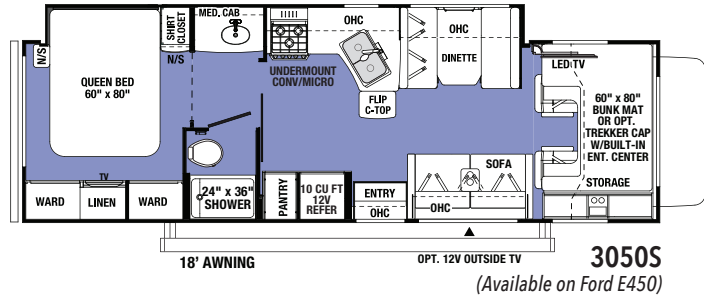 N/S
SHIRT
CLOSET
MED. CAB
N/S
QUEEN BED
60" x 80"
OHC
UNDERMOUNT
CONV/MICRO
FLIP
C-TOP
OHC
DINETTE
LED TV
60" x 80"
BUNK MAT
OR OPT.
TREKKER CAP
W/BUILT-IN
ENT. CENTER
STORAGE
TV
WARD
LINEN
WARD
24" x 36"
SHOWER
PANTRY
10 CU FT
12V
REFER
ENTRY
OHC
SOFA
OHC
18' AWNING
OPT. 12V OUTSIDE TV
3050S
(Available on Ford E450)